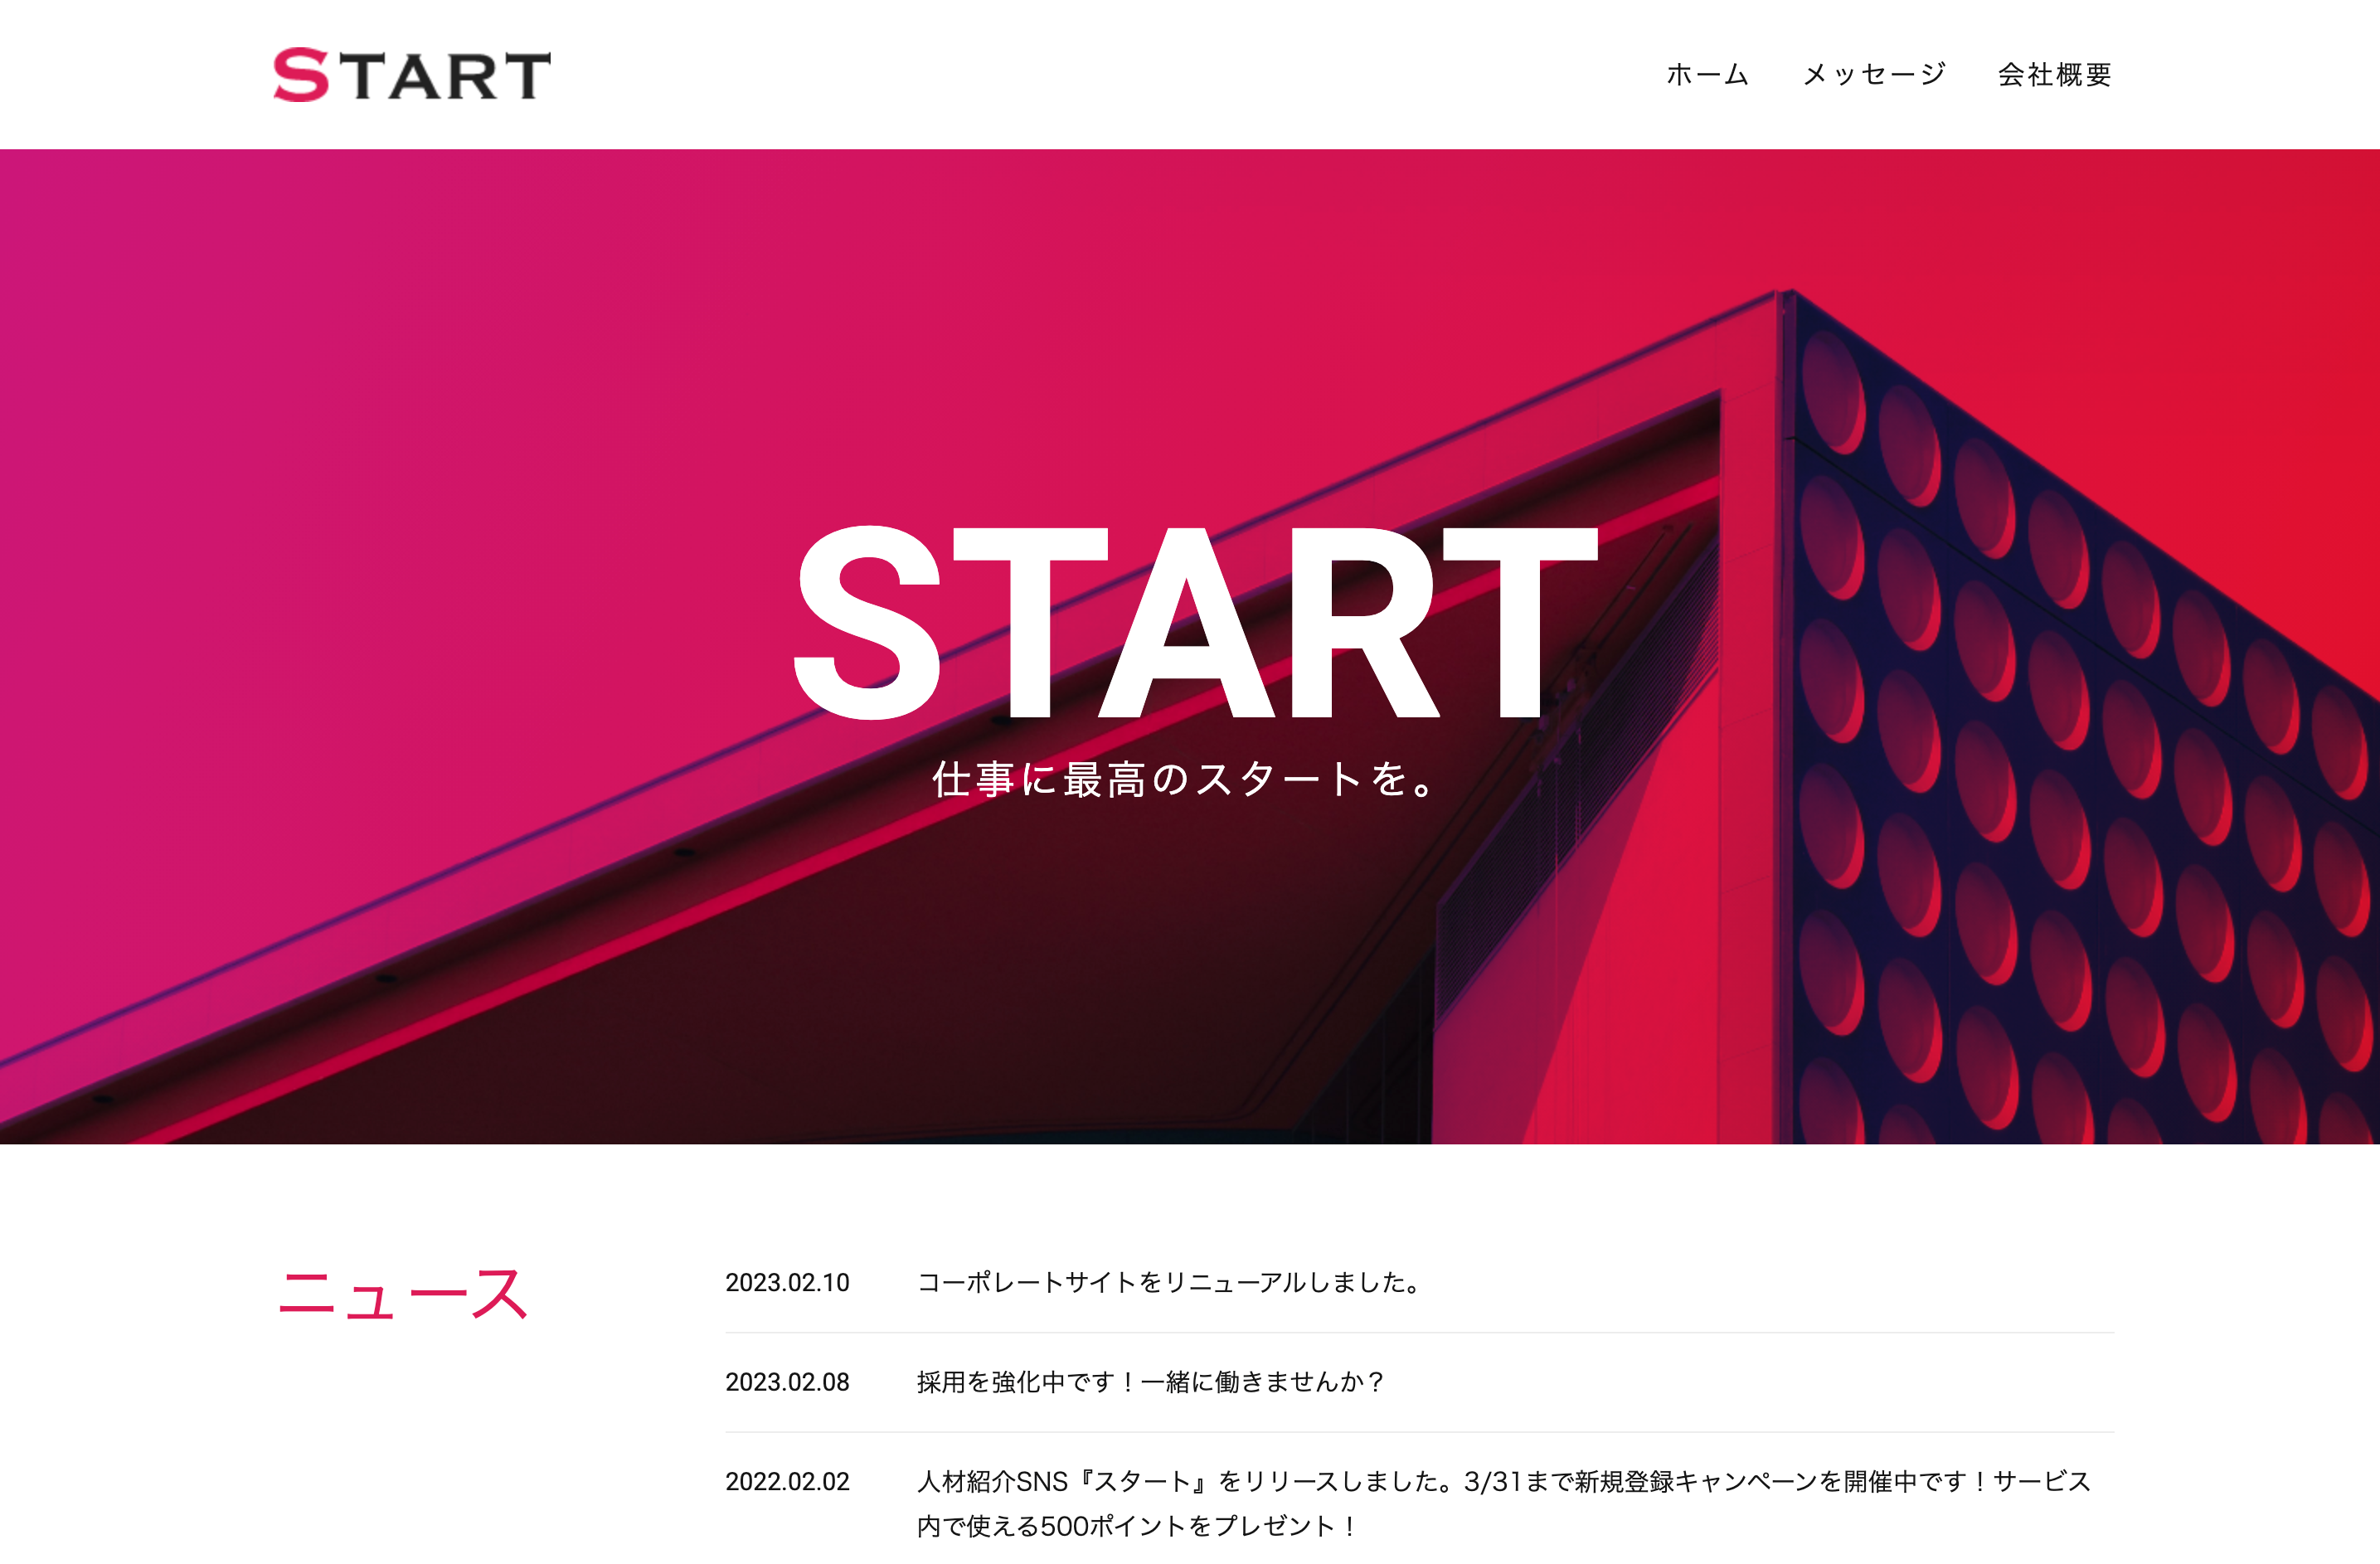 START
ホーム メッセージ 会社概要
START
仕事に最高のスタートを。
ニュース
2023.02.10 コーポレートサイトをリニューアルしました。
2023.02.08 採用を強化中です！一緒に働きませんか？
2022.02.02 人材紹介SNS『スタート』をリリースしました。3/31まで新規登録キャンペーンを開催中です！サービス
内で使える500ポイントをプレゼント！